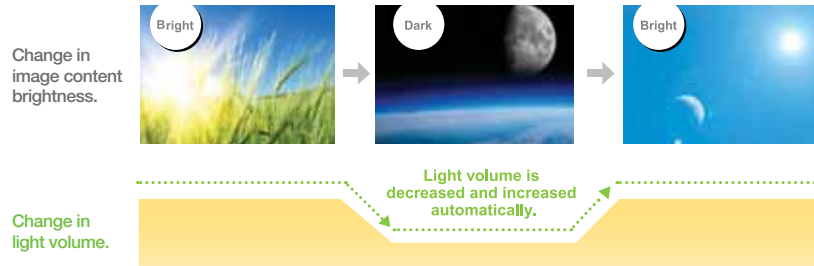 Bright
Dark
Bright
Change in
image content
brightness.
Light volume is
decreased and increased
automatically.
Change in
light volume.